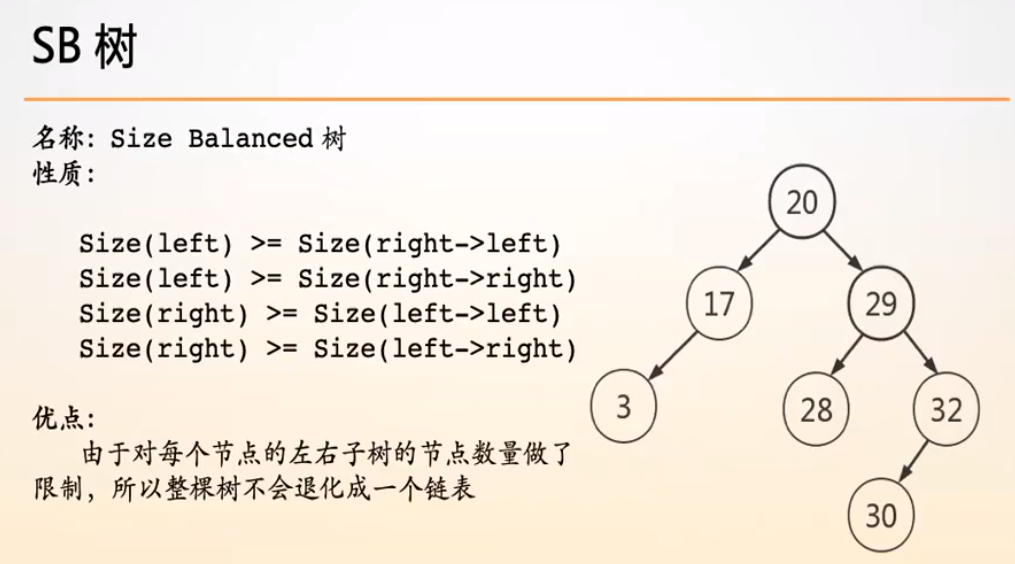 SB 树
名称：Size Balanced 树
性质：
Size(left) >= Size(right->left)
Size(left) >= Size(right->right)
Size(right) >= Size(left->left)
Size(right) >= Size(left->right)
优点：
由于对每个节点的左右子树的节点数量做了
限制，所以整棵树不会退化成一个链表
20
17
29
3
28
32
30